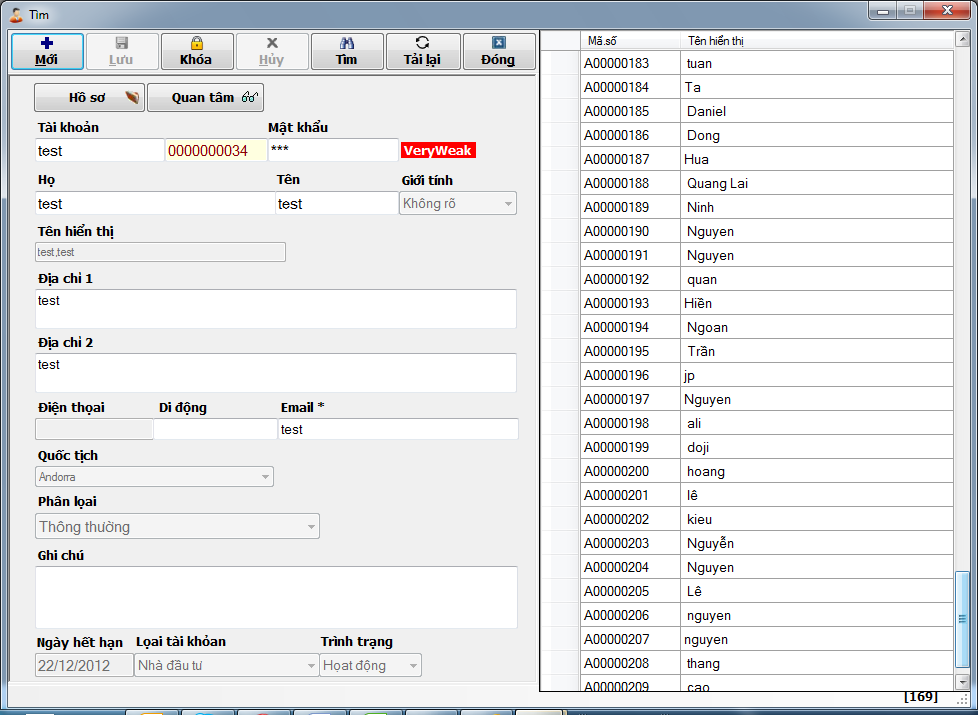 Tìm
Mới Lưu Khóa Hủy Tìm Tải lại Đóng
Hồ sơ Quan tâm
Tài khoản Mật khẩu
test 0000000034 *** VeryWeak
Họ Tên Giới tính
test test Không rõ
Tên hiển thị
test,test
Địa chỉ 1
test
Địa chỉ 2
test
Điện thọai Di động Email *
test
Quốc tịch
Andorra
Phân lọai
Thông thường
Ghi chú
Ngày hết hạn Lọai tài khỏan Trình trạng
22/12/2012 Nhà đầu tư Họat động
Mã.số Tên hiển thị
A00000183 tuan
A00000184 Ta
A00000185 Daniel
A00000186 Dong
A00000187 Hua
A00000188 Quang Lai
A00000189 Ninh
A00000190 Nguyen
A00000191 Nguyen
A00000192 quan
A00000193 Hiền
A00000194 Ngoan
A00000195 Trần
A00000196 jp
A00000197 Nguyen
A00000198 ali
A00000199 doji
A00000200 hoang
A00000201 lê
A00000202 kieu
A00000203 Nguyễn
A00000204 Nguyen
A00000205 Lê
A00000206 nguyen
A00000207 nguyen
A00000208 thang
A00000209 cao
[169]